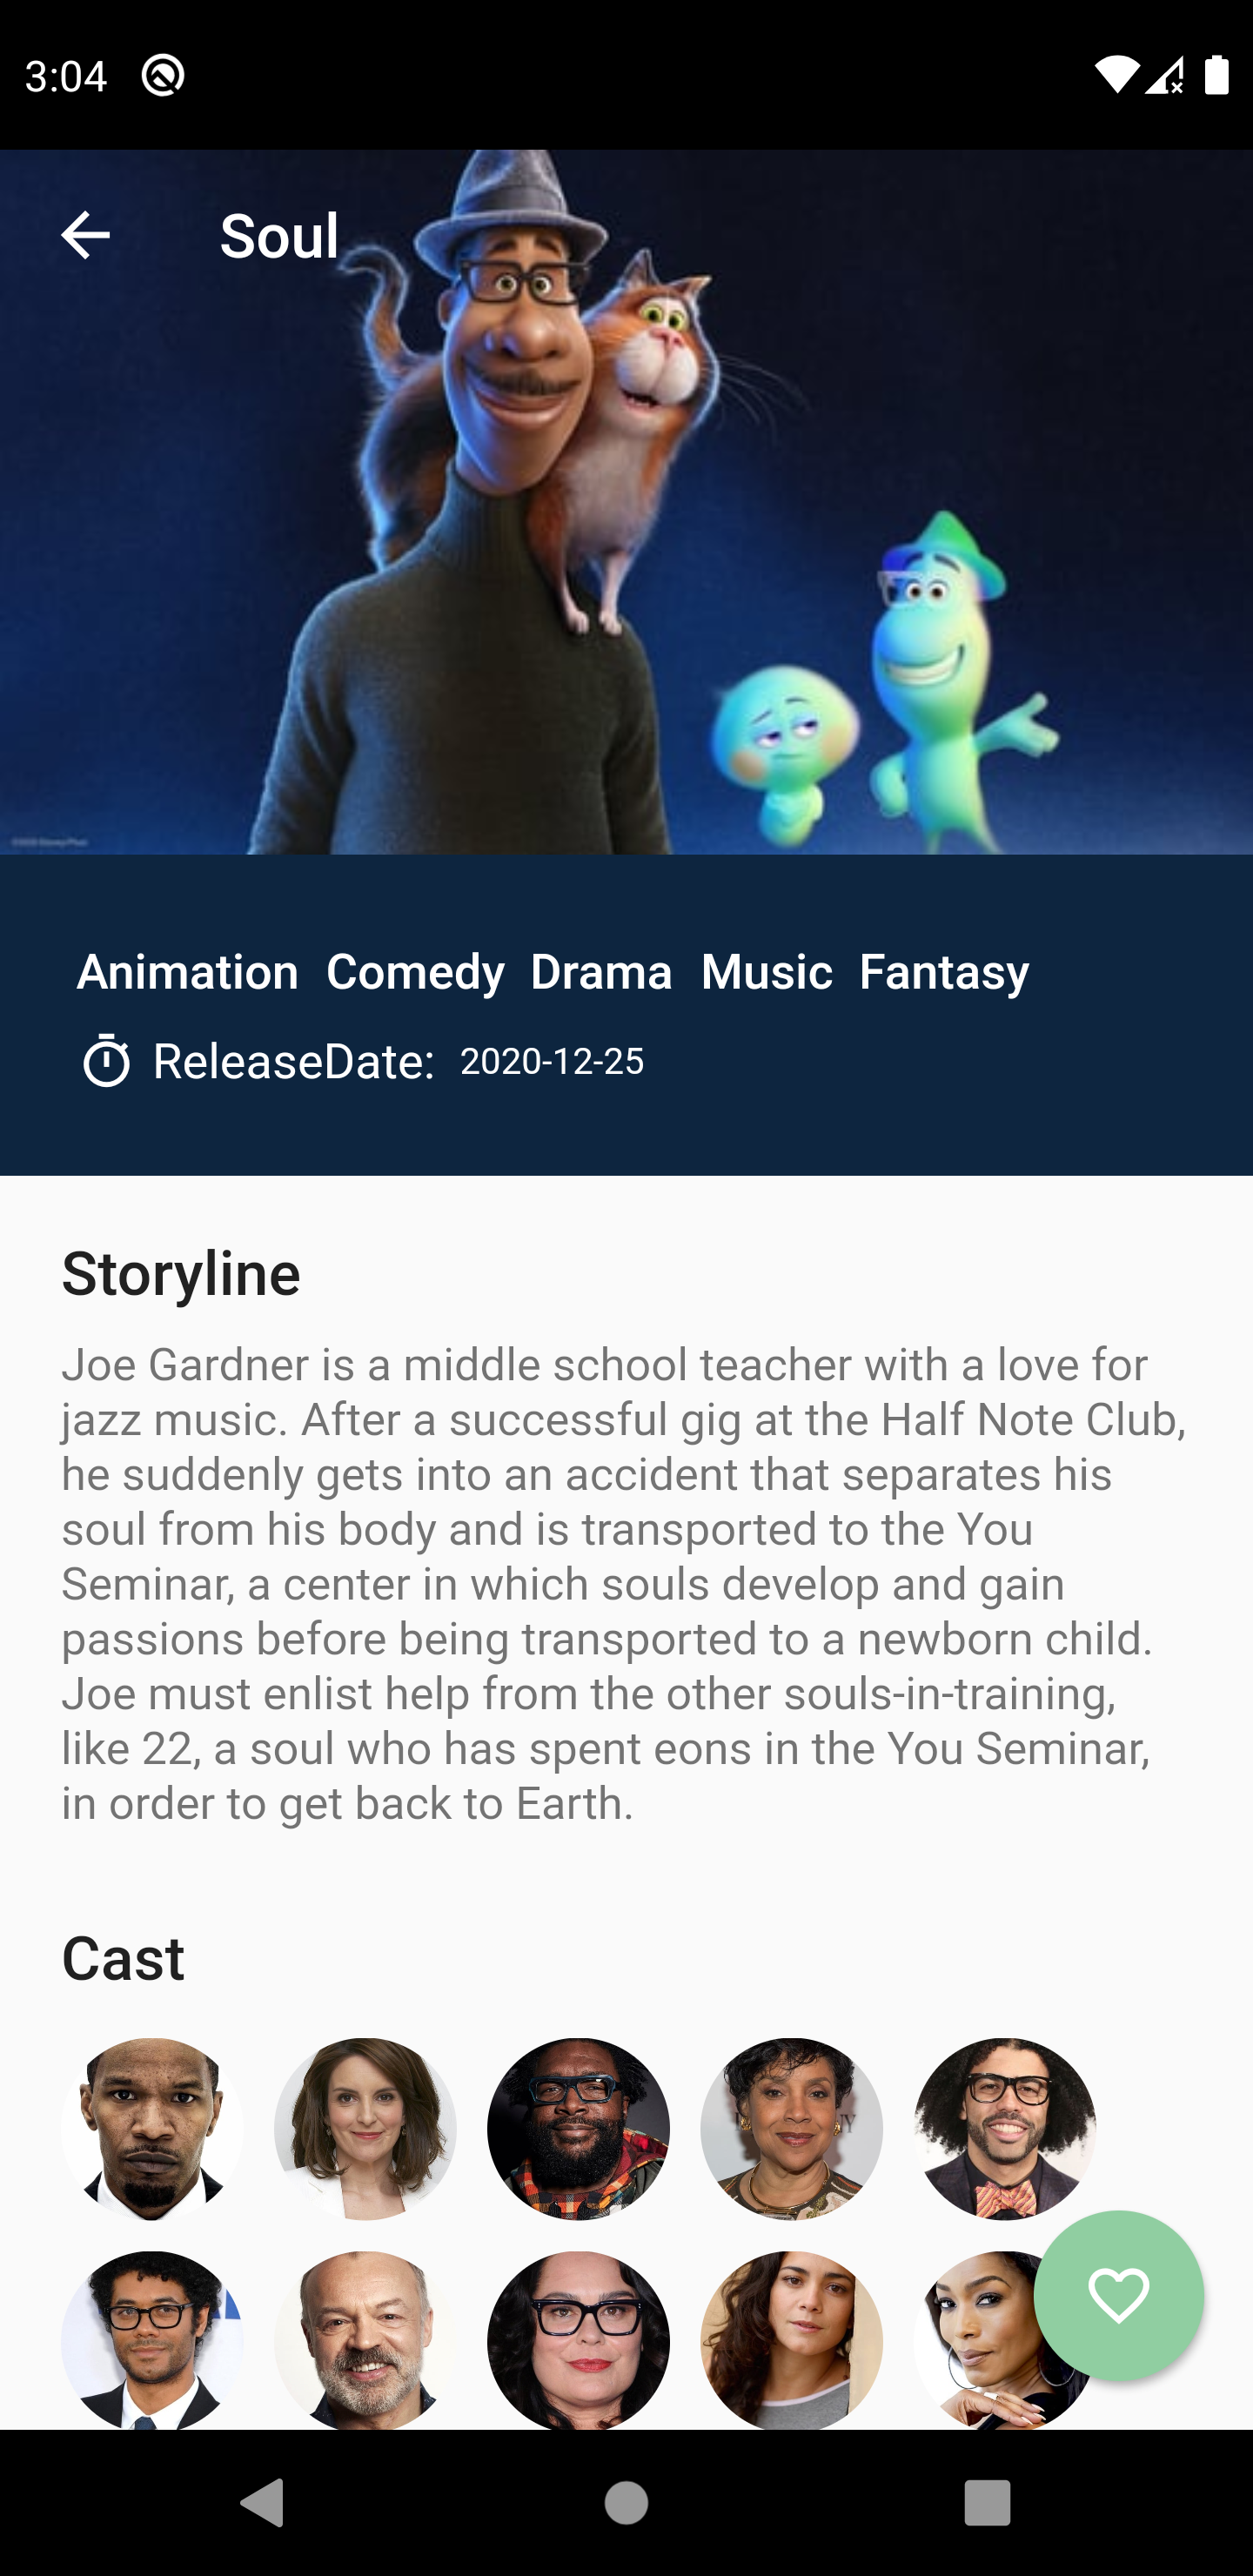 3:04
Soul
Animation Comedy Drama Music Fantasy
ReleaseDate: 2020-12-25
Storyline
Joe Gardner is a middle school teacher with a love for
jazz music. After a successful gig at the Half Note Club,
he suddenly gets into an accident that separates his
soul from his body and is transported to the You
Seminar, a center in which souls develop and gain
passions before being transported to a newborn child.
Joe must enlist help from the other souls-in-training,
like 22, a soul who has spent eons in the You Seminar,
in order to get back to Earth.
Cast